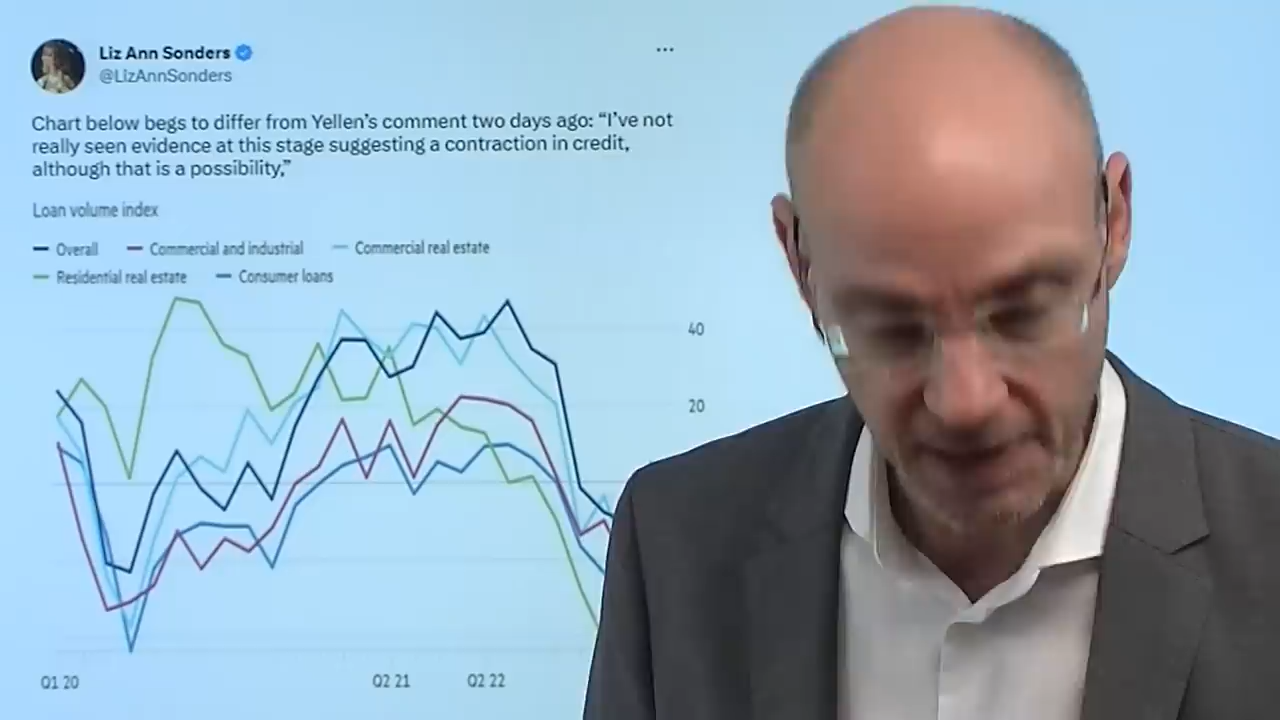 Liz Ann Sonders
@LizAnnSonders
...
Chart below begs to differ from Yellen's comment two days ago: “I've not
really seen evidence at this stage suggesting a contraction in credit,
although that is a possibility,”
Loan volume index
Overall Commercial and industrial Commercial real estate
Residential real estate Consumer loans
40
20
Q1 20 Q2 21 Q2 22